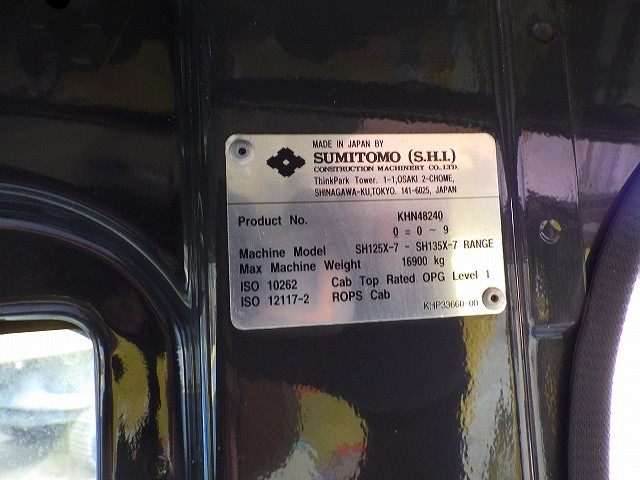 MADE IN JAPAN BY
SUMITOMO (S.H.I.)
CONSTRUCTION MACHINERY CO.,LTD.
ThinkPark Tower. 1-1,OSAKI 2-CHOME,
SHINAGAWA-KU,TOKYO. 141-6025, JAPAN
Product No. KHN48240
0 = 0 ~ 9
Machine Model SH125X-7 - SH135X-7 RANGE
Max Machine Weight 16900 kg
ISO 10262 Cab Top Rated OPG Level 1
ISO 12117-2 ROPS Cab
KHP33660-00